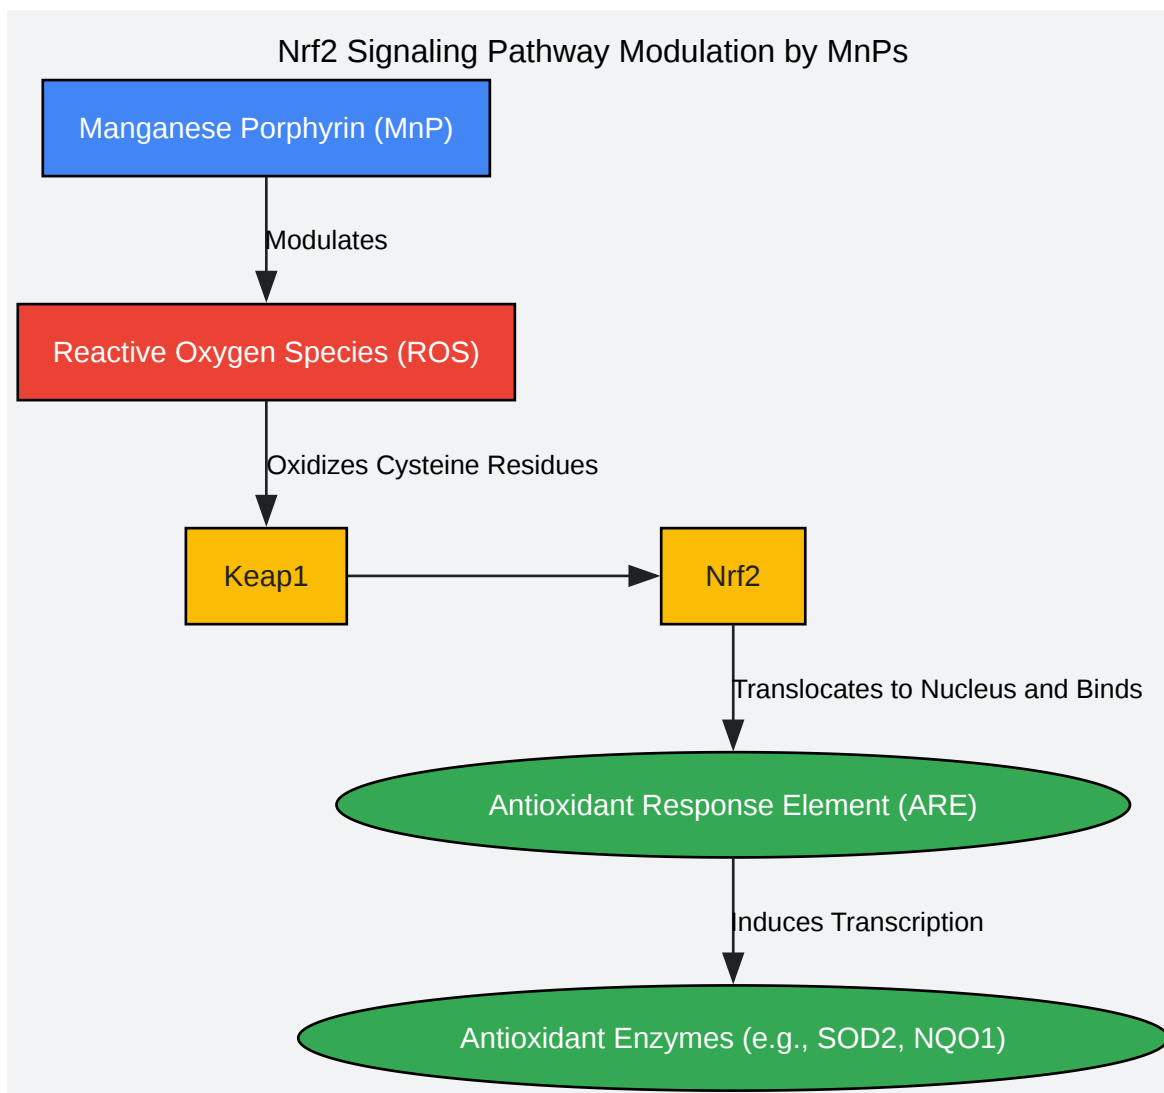 Nrf2 Signaling Pathway Modulation by MnPs
Manganese Porphyrin (MnP)
Modulates
Reactive Oxygen Species (ROS)
Oxidizes Cysteine Residues
Keap1
Nrf2
Translocates to Nucleus and Binds
Antioxidant Response Element (ARE)
Induces Transcription
Antioxidant Enzymes (e.g., SOD2, NQO1)